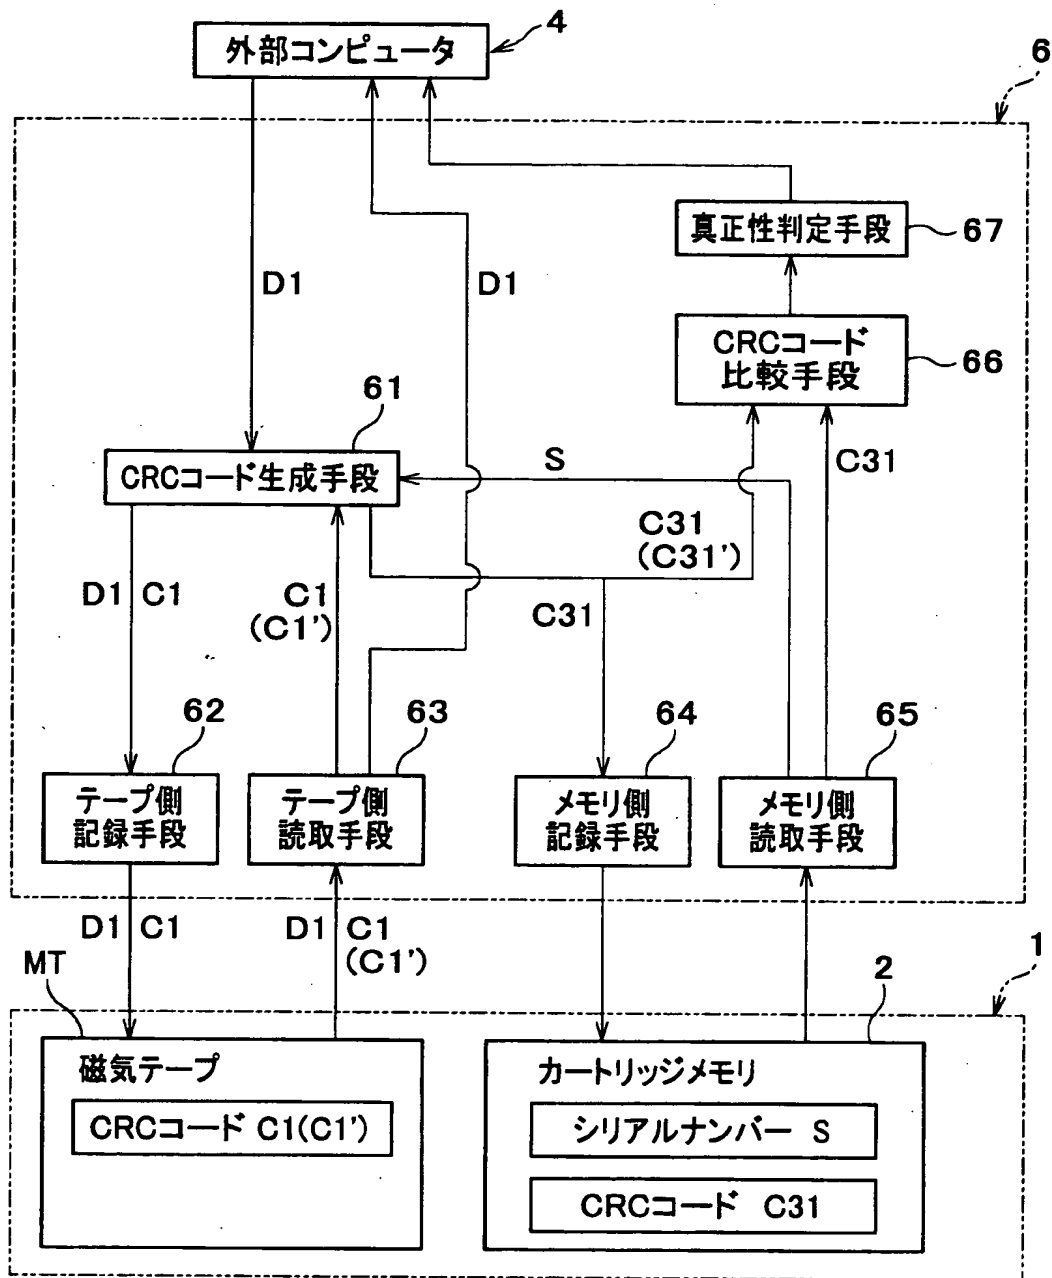 外部コンピュータ
4
6
真正性判定手段
67
D1
D1
CRCコード
比較手段
66
61
CRCコード生成手段
S
C31
C31
(C31')
D1 C1
C1
(C1')
C31
62
63
64
65
テープ側
記録手段
テープ側
読取手段
メモリ側
記録手段
メモリ側
読取手段
D1 C1
D1 C1
(C1')
MT
2
1
磁気テープ
CRCコード C1(C1')
カートリッジメモリ
シリアルナンバー S
CRCコード C31